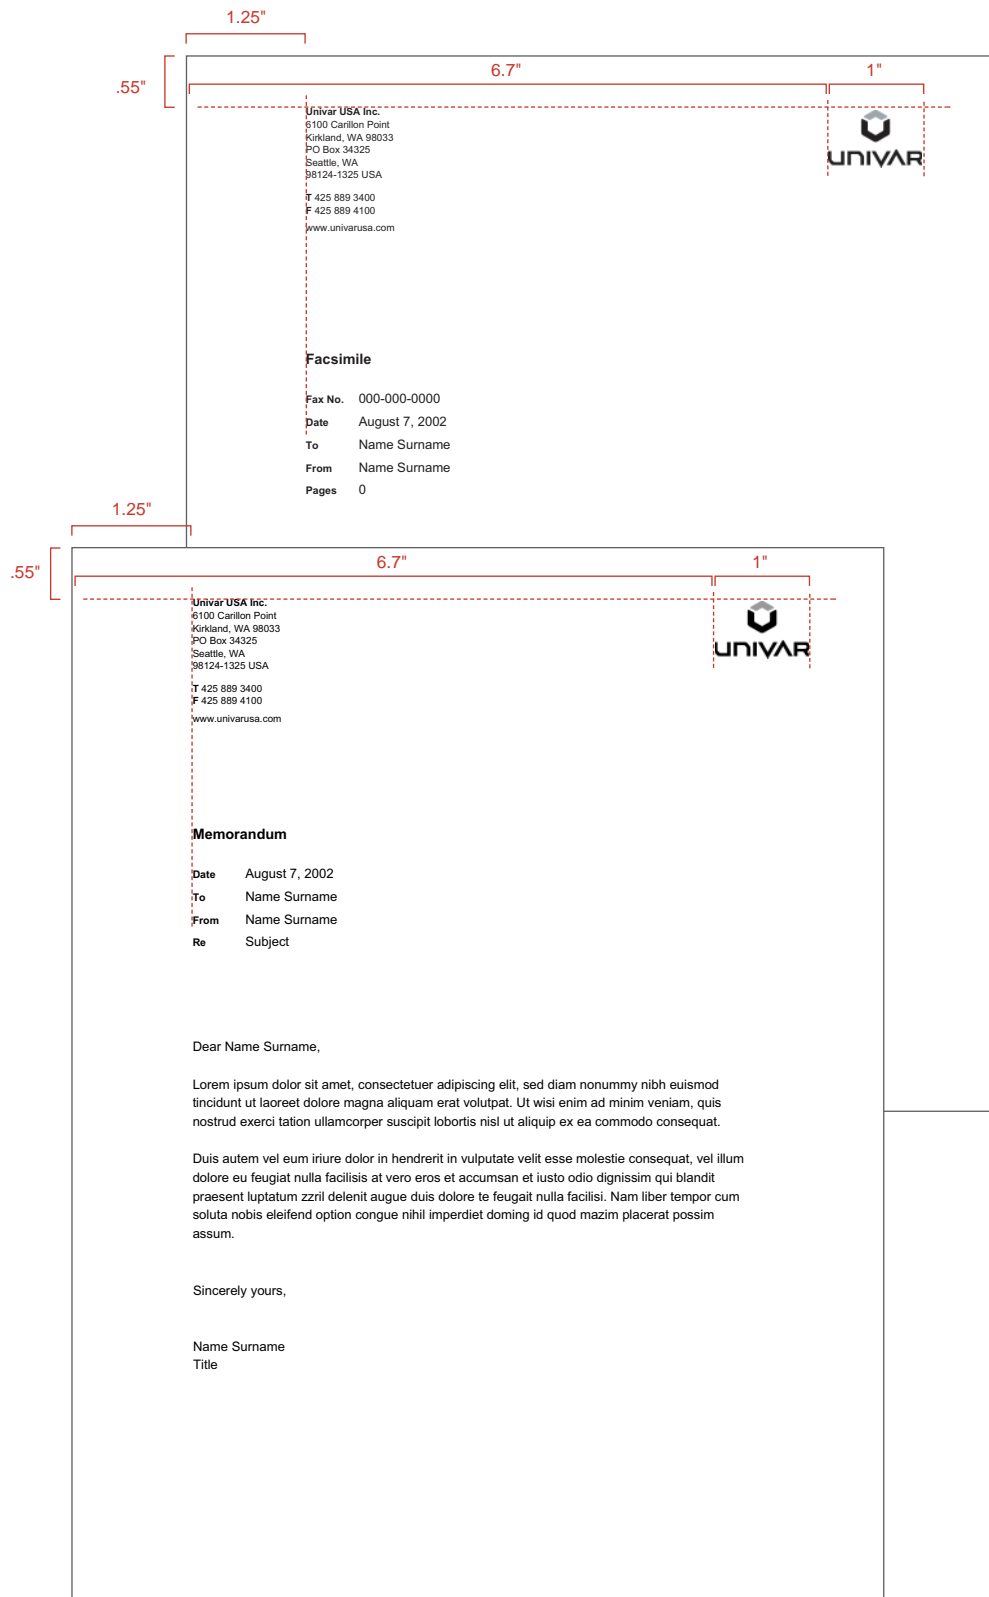 1.25"
.55"
6.7"
1"
Univar USA Inc.
6100 Carillon Point
Kirkland, WA 98033
PO Box 34325
Seattle, WA
98124-1325 USA
T 425 889 3400
F 425 889 4100
www.univarusa.com
UNIVAR
Facsimile
Fax No. 000-000-0000
Date August 7, 2002
To Name Surname
From Name Surname
Pages 0
1.25"
.55"
6.7"
1"
Univar USA Inc.
6100 Carillon Point
Kirkland, WA 98033
PO Box 34325
Seattle, WA
98124-1325 USA
T 425 889 3400
F 425 889 4100
www.univarusa.com
UNIVAR
Memorandum
Date August 7, 2002
To Name Surname
From Name Surname
Re Subject
Dear Name Surname,
Lorem ipsum dolor sit amet, consectetuer adipiscing elit, sed diam nonummy nibh euismod
tincidunt ut laoreet dolore magna aliquam erat volutpat. Ut wisi enim ad minim veniam, quis
nostrud exerci tation ullamcorper suscipit lobortis nisl ut aliquip ex ea commodo consequat.
Duis autem vel eum iriure dolor in hendrerit in vulputate velit esse molestie consequat, vel illum
dolore eu feugiat nulla facilisis at vero eros et accumsan et iusto odio dignissim qui blandit
praesent luptatum zzril delenit augue duis dolore te feugait nulla facilisi. Nam liber tempor cum
soluta nobis eleifend option congue nihil imperdiet doming id quod mazim placerat possim
assum.
Sincerely yours,
Name Surname
Title